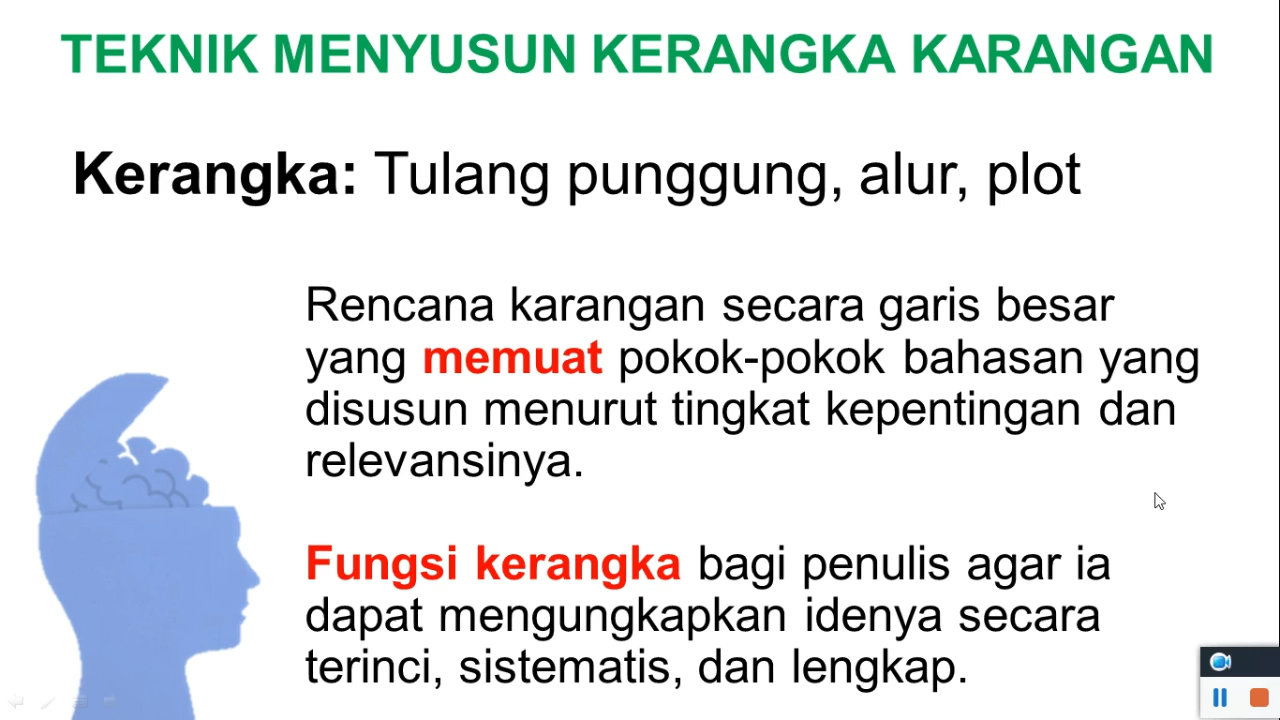 TEKNIK MENYUSUN KERANGKA KARANGAN
Kerangka: Tulang punggung, alur, plot
Rencana karangan secara garis besar
yang memuat pokok-pokok bahasan yang
disusun menurut tingkat kepentingan dan
relevansinya.
Fungsi kerangka bagi penulis agar ia
dapat mengungkapkan idenya secara
terinci, sistematis, dan lengkap.